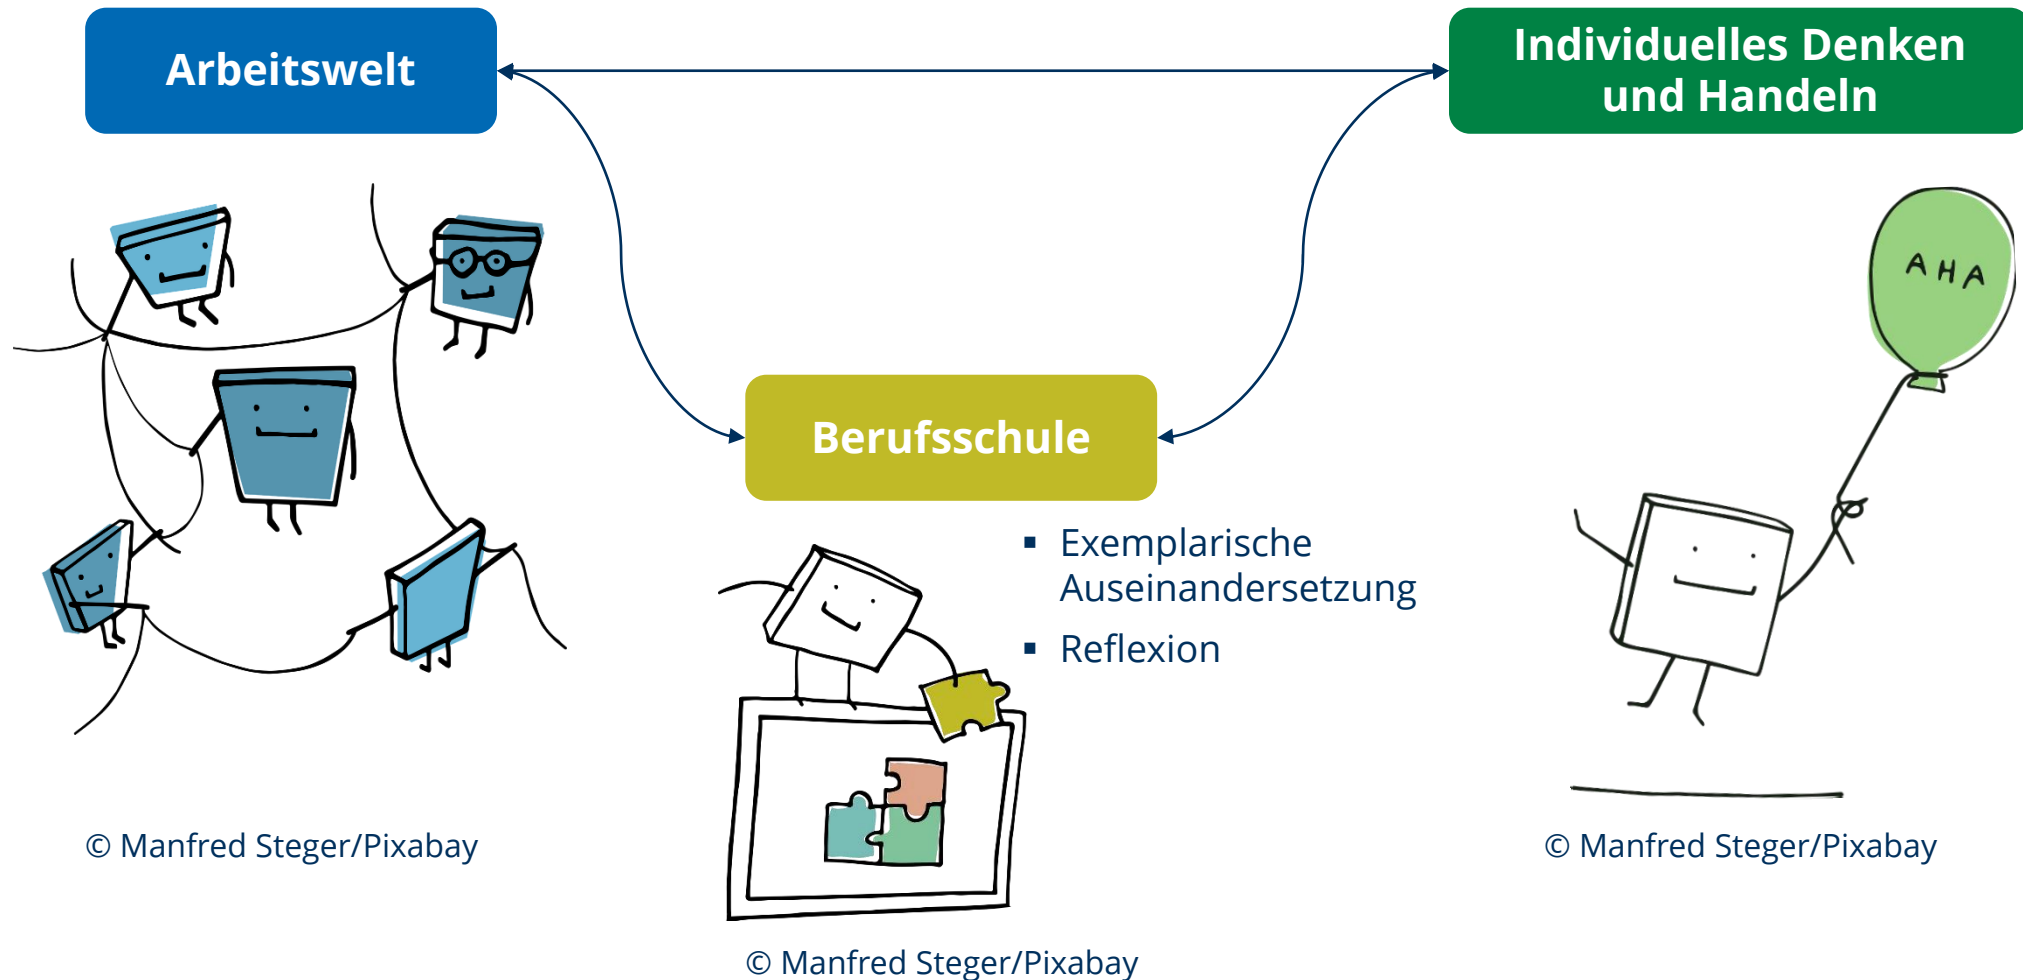 Arbeitswelt
Individuelles Denken
und Handeln
AHA
Berufsschule
▪ Exemplarische
Auseinandersetzung
▪ Reflexion
© Manfred Steger/Pixabay
© Manfred Steger/Pixabay
© Manfred Steger/Pixabay